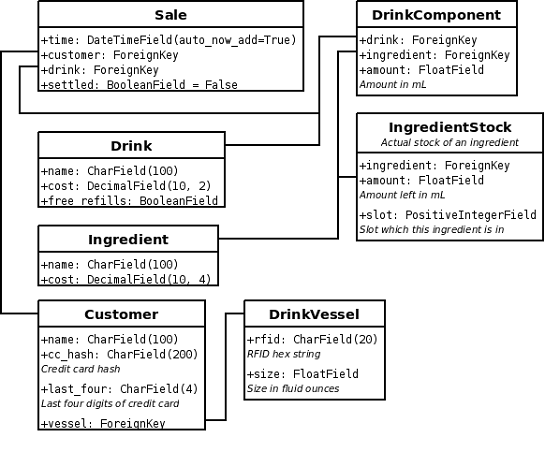 Sale
+time: DateTimeField(auto_now_add=True)
+customer: ForeignKey
+drink: ForeignKey
+settled: BooleanField = False
DrinkComponent
+drink: ForeignKey
+ingredient: ForeignKey
+amount: FloatField
Amount in mL
Drink
+name: CharField(100)
+cost: DecimalField(10, 2)
+free_refills: BooleanField
IngredientStock
Actual stock of an ingredient
+ingredient: ForeignKey
+amount: FloatField
Amount left in mL
+slot: PositiveIntegerField
Slot which this ingredient is in
Ingredient
+name: CharField(100)
+cost: DecimalField(10, 4)
Customer
+name: CharField(100)
+cc_hash: CharField(200)
Credit card hash
+last_four: CharField(4)
Last four digits of credit card
+vessel: ForeignKey
DrinkVessel
+rfid: CharField(20)
RFID hex string
+size: FloatField
Size in fluid ounces